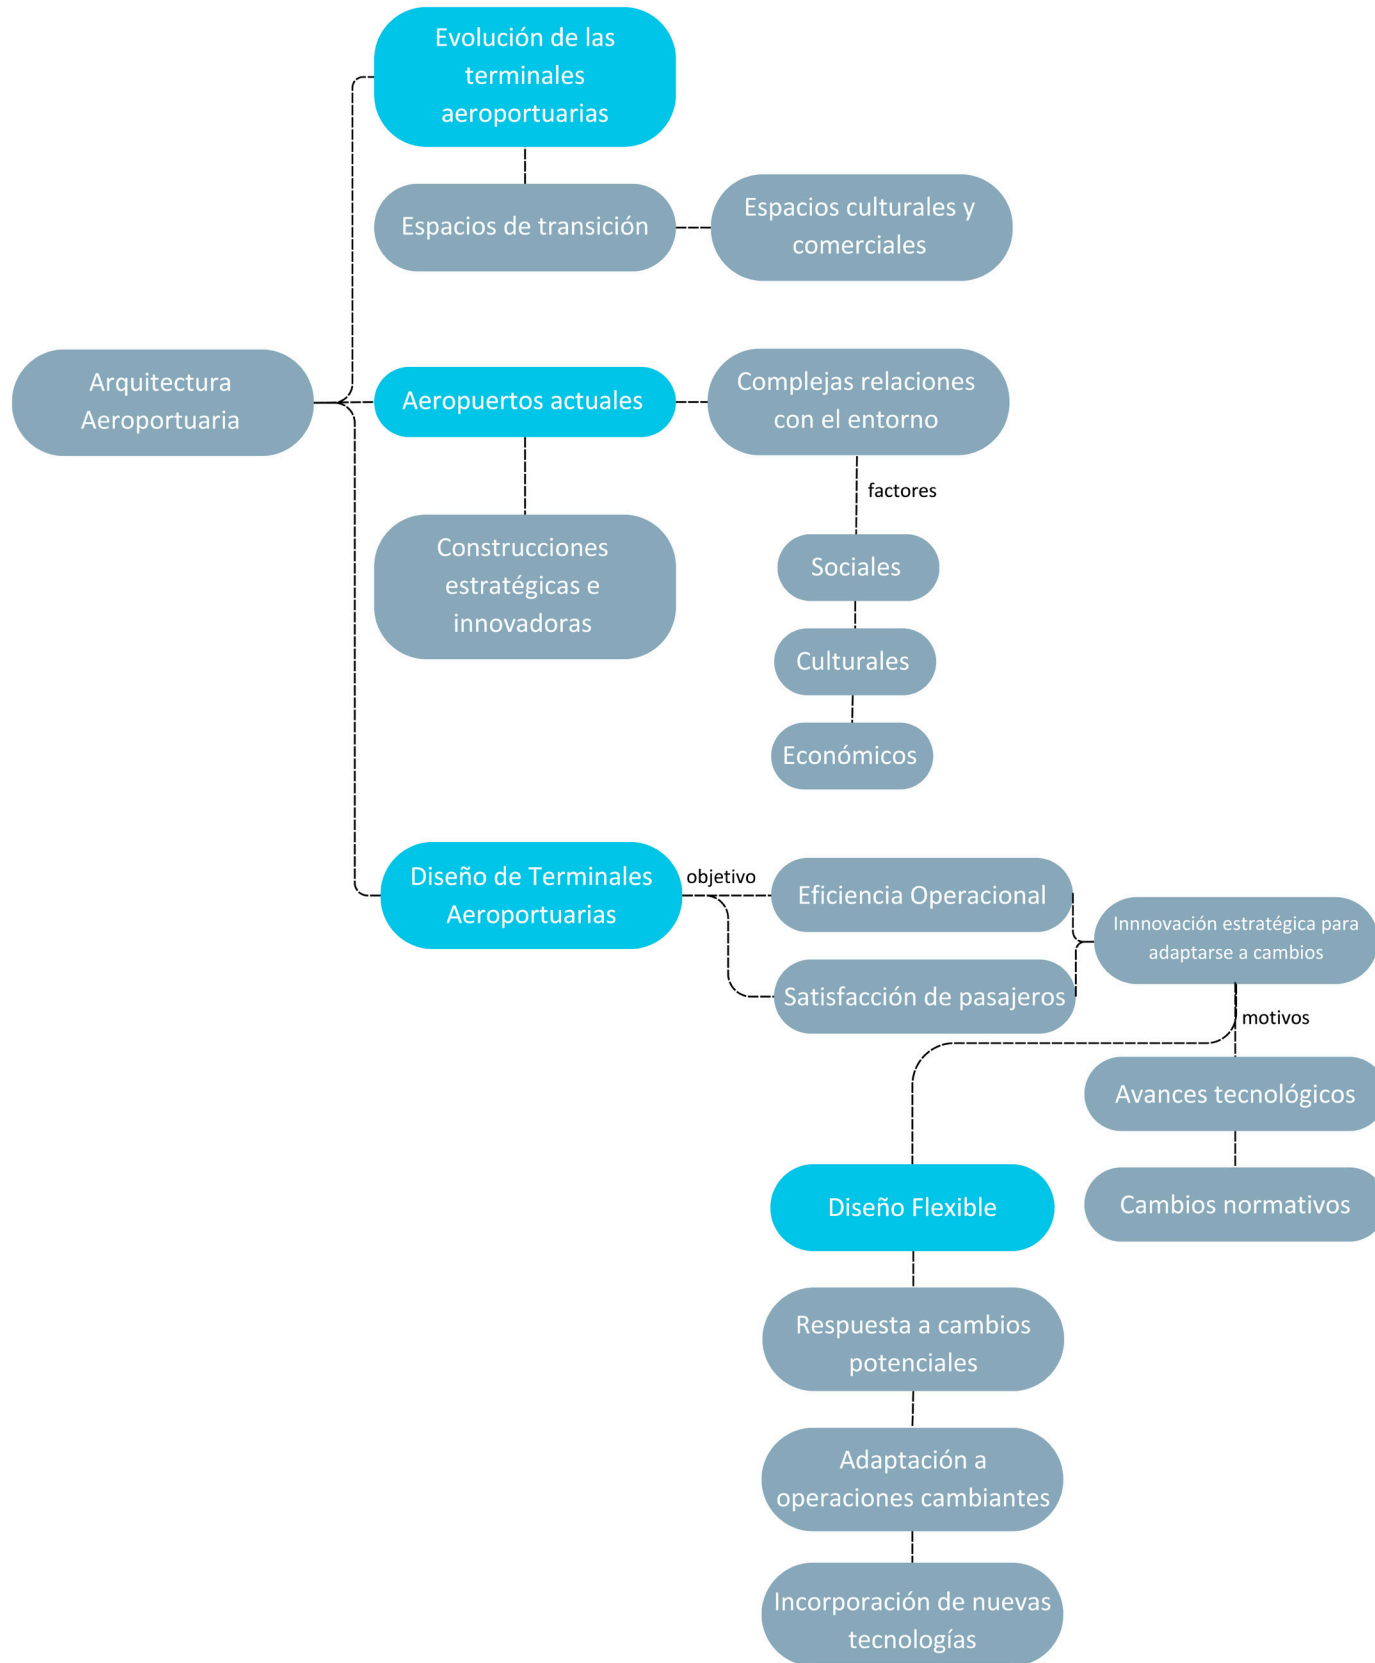 Evolución de las
terminales
aeroportuarias
Espacios de transición
Espacios culturales y
comerciales
Arquitectura
Aeroportuaria
Aeropuertos actuales
Complejas relaciones
con el entorno
factores
Construcciones
estratégicas e
innovadoras
Sociales
Culturales
Económicos
Diseño de Terminales
Aeroportuarias
objetivo
Eficiencia Operacional
Satisfacción de pasajeros
Innnovación estratégica para
adaptarse a cambios
motivos
Avances tecnológicos
Cambios normativos
Diseño Flexible
Respuesta a cambios
potenciales
Adaptación a
operaciones cambiantes
Incorporación de nuevas
tecnologías